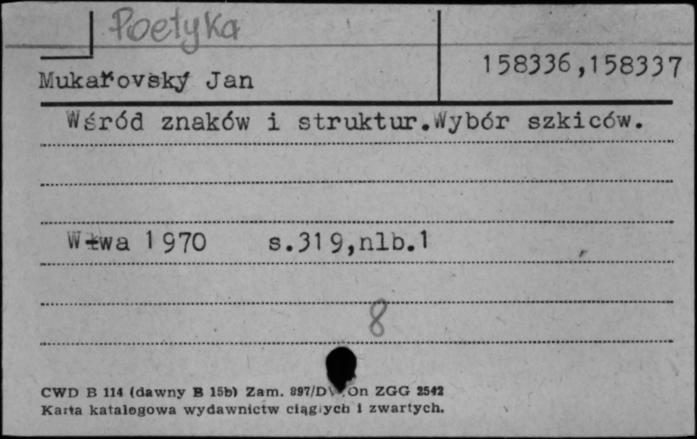 Poetyka
158336,158337
Mukařovský Jan
Wśród znaków i struktur.Wybór szkiców.
W-wa 1970 s.319,nlb.1
8
CWD B 114 (dawny B 15b) Zam. 897/DW/On ZGG 2542
Karta katalogowa wydawnictw ciągłych i zwartych.